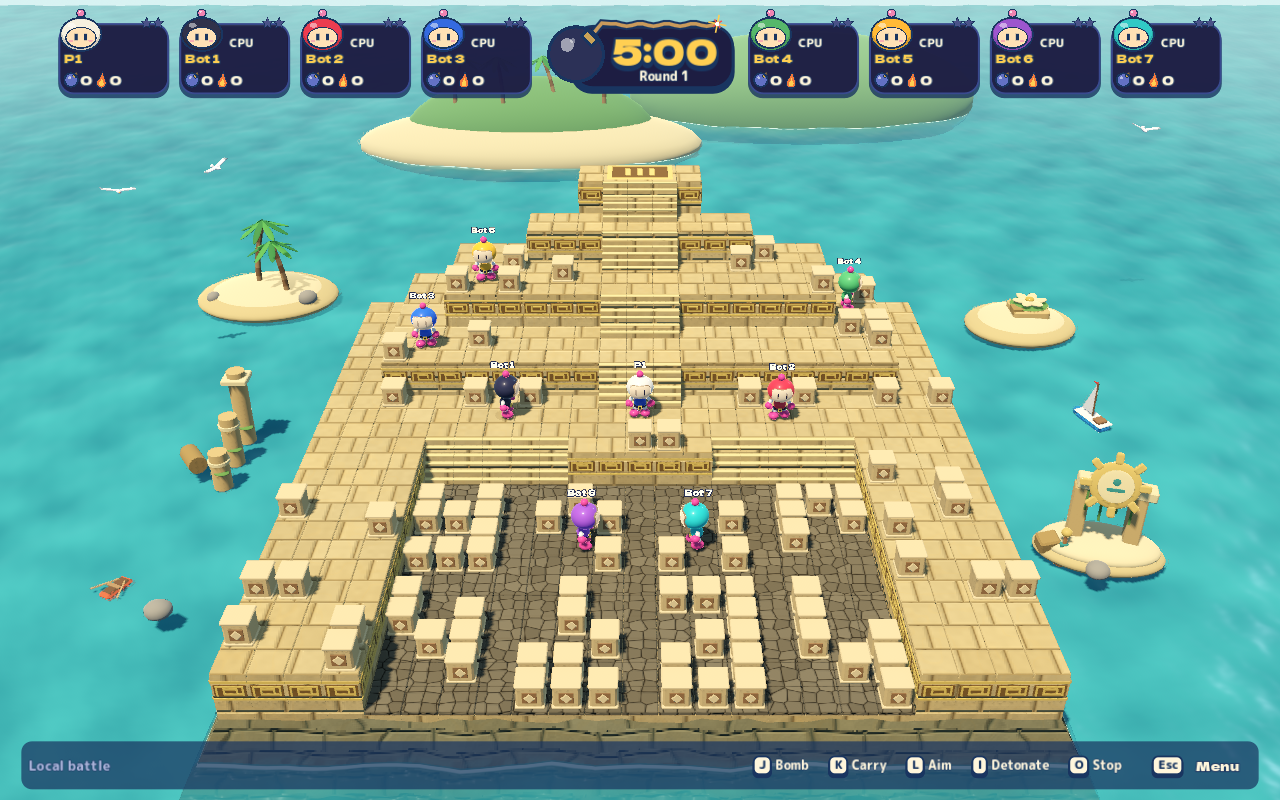 P1
0 0
CPU
Bot 1
0 0
CPU
Bot 2
0 0
CPU
Bot 3
0 0
5:00
Round 1
CPU
Bot 4
0 0
CPU
Bot 5
0 0
CPU
Bot 6
0 0
CPU
Bot 7
0 0
Bot 5
Bot 4
Bot 3
Bot 1
P1
Bot 2
Bot 6
Bot 7
Local battle
J Bomb
K Carry
L Aim
I Detonate
O Stop
Esc Menu